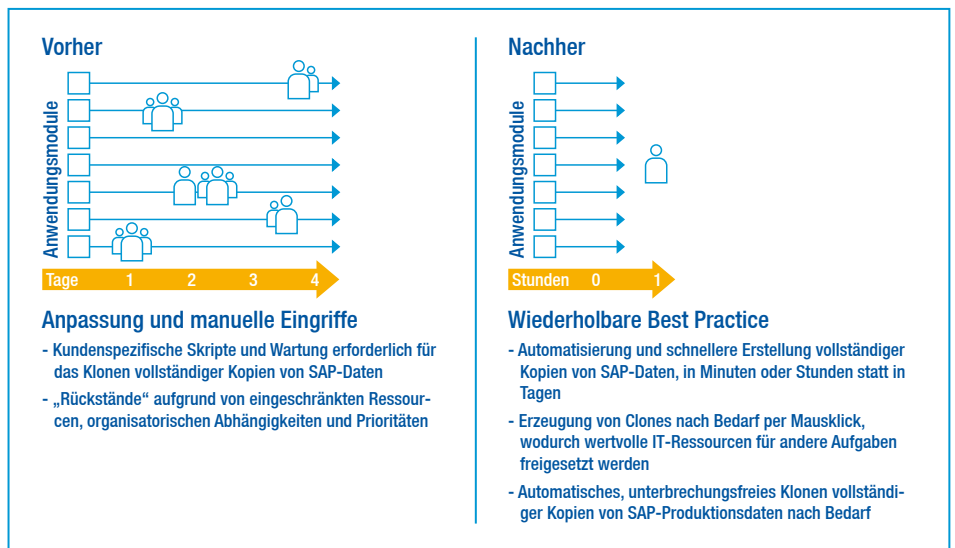 Vorher
Anwendungsmodule
Tage 1 2 3 4
Anpassung und manuelle Eingriffe
- Kundenspezifische Skripte und Wartung erforderlich für
das Klonen vollständiger Kopien von SAP-Daten
- „Rückstände“ aufgrund von eingeschränkten Ressour-
cen, organisatorischen Abhängigkeiten und Prioritäten
Nachher
Anwendungsmodule
Stunden 0 1
Wiederholbare Best Practice
- Automatisierung und schnellere Erstellung vollständiger
Kopien von SAP-Daten, in Minuten oder Stunden statt in
Tagen
- Erzeugung von Clones nach Bedarf per Mausklick,
wodurch wertvolle IT-Ressourcen für andere Aufgaben
freigesetzt werden
- Automatisches, unterbrechungsfreies Klonen vollständi-
ger Kopien von SAP-Produktionsdaten nach Bedarf